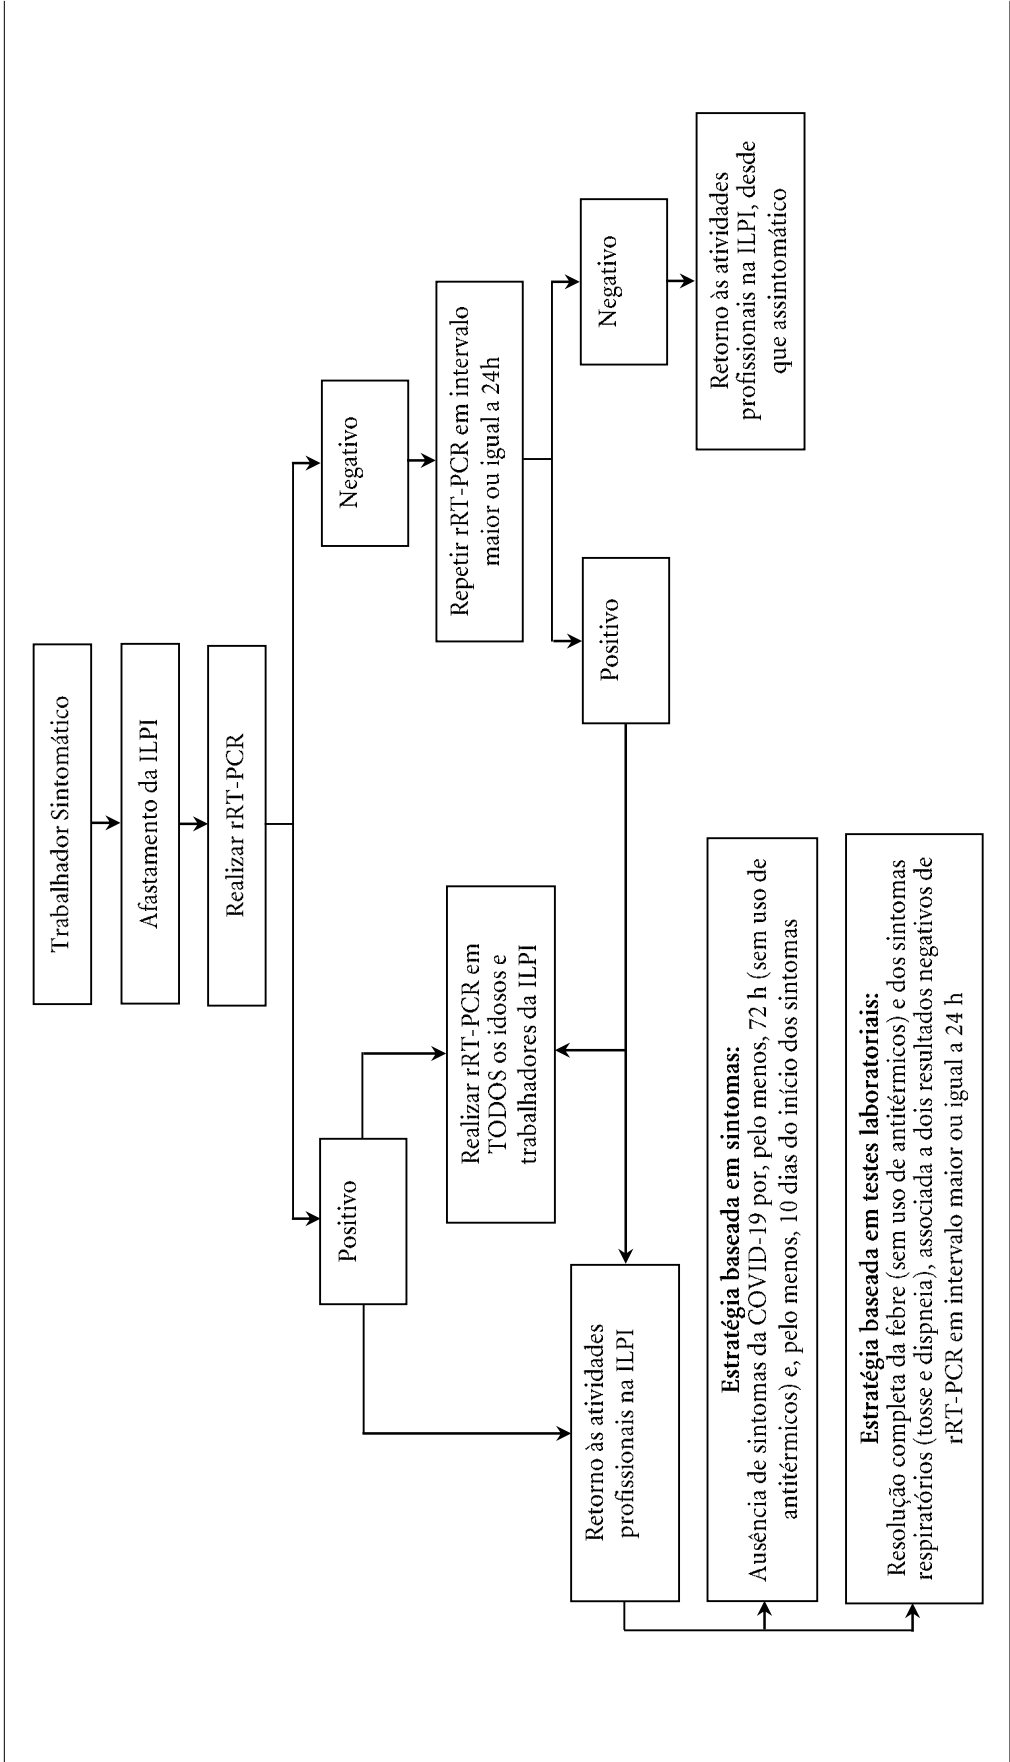 Trabalhador Sintomático
Afastamento da ILPI
Realizar rRT-PCR
Positivo
Negativo
Realizar rRT-PCR em
TODOS os idosos e
trabalhadores da ILPI
Repetir rRT-PCR em intervalo
maior ou igual a 24h
Retorno às atividades
profissionais na ILPI
Positivo
Negativo
Estratégia baseada em sintomas:
Ausência de sintomas da COVID-19 por, pelo menos, 72 h (sem uso de
antitérmicos) e, pelo menos, 10 dias do início dos sintomas
Retorno às atividades
profissionais na ILPI, desde
que assintomático
Estratégia baseada em testes laboratoriais:
Resolução completa da febre (sem uso de antitérmicos) e dos sintomas
respiratórios (tosse e dispneia), associada a dois resultados negativos de
rRT-PCR em intervalo maior ou igual a 24 h